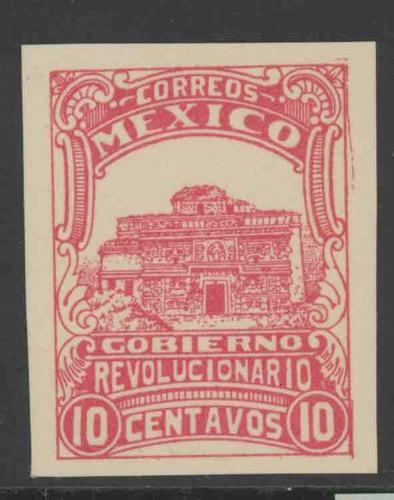 CORREOS
MEXICO
GOBIERNO
REVOLUCIONARIO
10 CENTAVOS 10